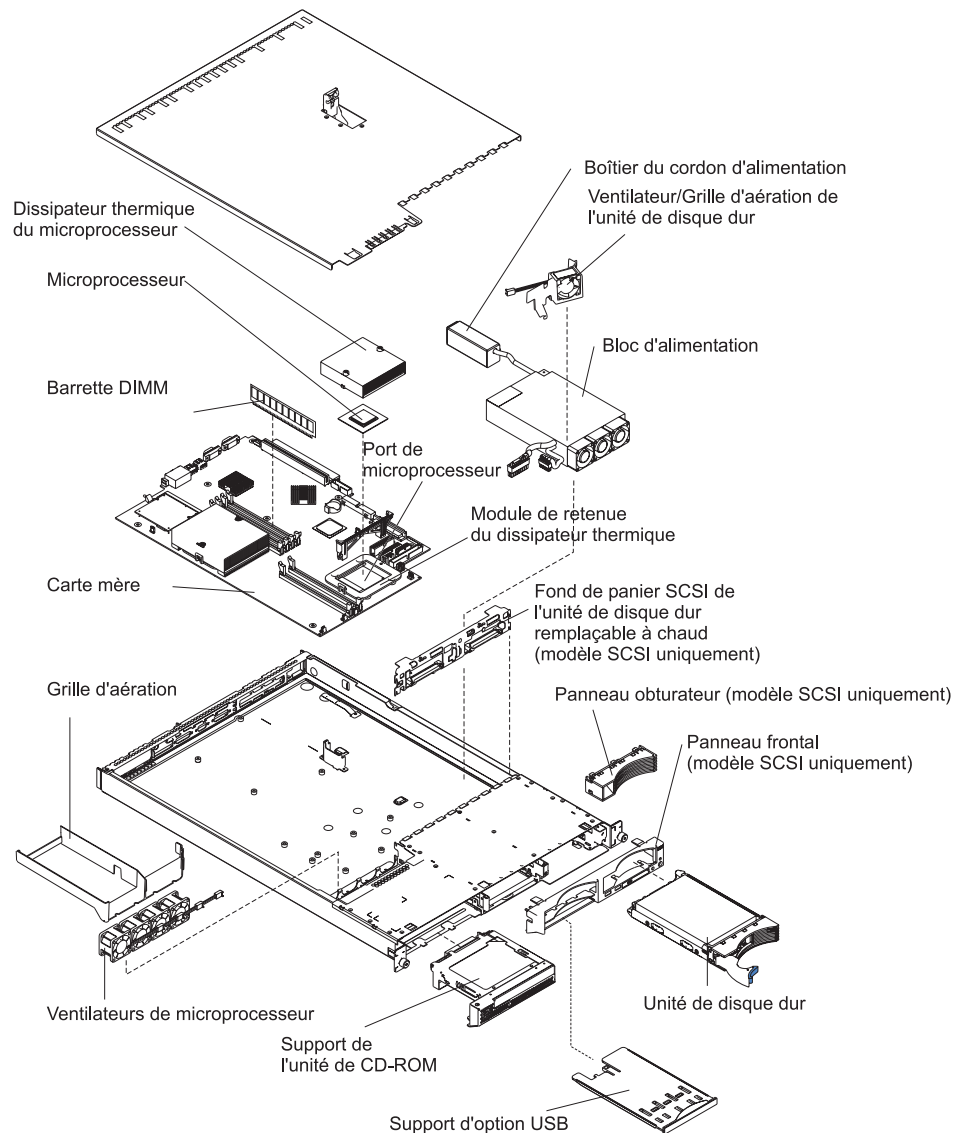 Boîtier du cordon d'alimentation
Ventilateur/Grille d'aération de
l'unité de disque dur
Dissipateur thermique
du microprocesseur
Microprocesseur
Bloc d'alimentation
Barrette DIMM
Port de
microprocesseur
Module de retenue
du dissipateur thermique
Carte mère
Fond de panier SCSI de
l'unité de disque dur
remplaçable à chaud
(modèle SCSI uniquement)
Grille d'aération
Panneau obturateur (modèle SCSI uniquement)
Panneau frontal
(modèle SCSI uniquement)
Unité de disque dur
Ventilateurs de microprocesseur
Support de
l'unité de CD-ROM
Support d'option USB